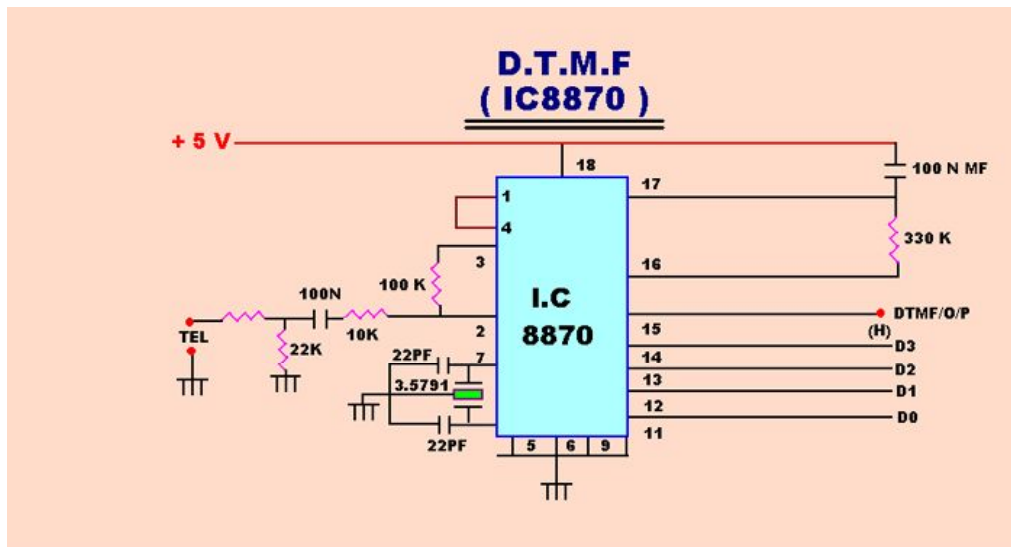 D.T.M.F
( IC8870 )
+ 5 V
18
100 N MF
1
17
4
3
330 K
16
100 K
100N
I.C
8870
DTMF/O/P
TEL
10K
2
15
(H)
22K
D3
22PF
7
14
D2
3.5791
13
D1
12
D0
11
22PF
5
6
9